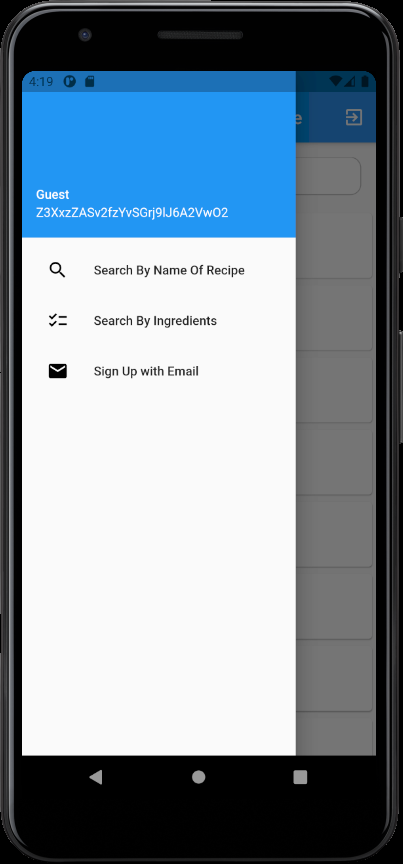 4:19
e
Guest
Z3XxzZASv2fzYvSGrj9lJ6A2VwO2
Search By Name Of Recipe
Search By Ingredients
Sign Up with Email